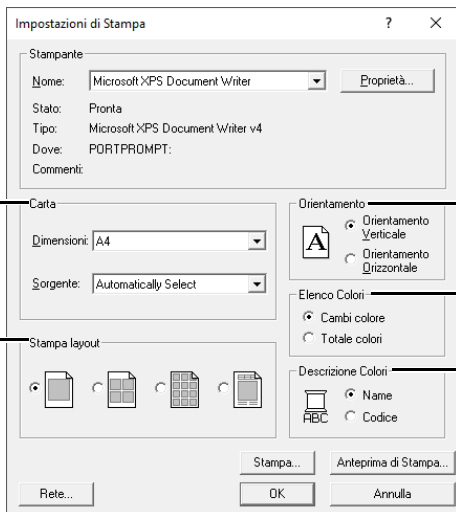 Impostazioni di Stampa ? ×
Stampante
Nome: Microsoft XPS Document Writer Proprietà...
Stato: Pronta
Tipo: Microsoft XPS Document Writer v4
Dove: PORTPROMPT:
Commenti:
Carta
Dimensioni: A4
Sorgente: Automatically Select
Orientamento
A
Orientamento
Verticale
Orientamento
Orizzontale
Elenco Colori
Cambi colore
Totale colori
Stampa layout
Descrizione Colori
ABC
Name
Codice
Stampa... Anteprima di Stampa...
Rete... OK Annulla